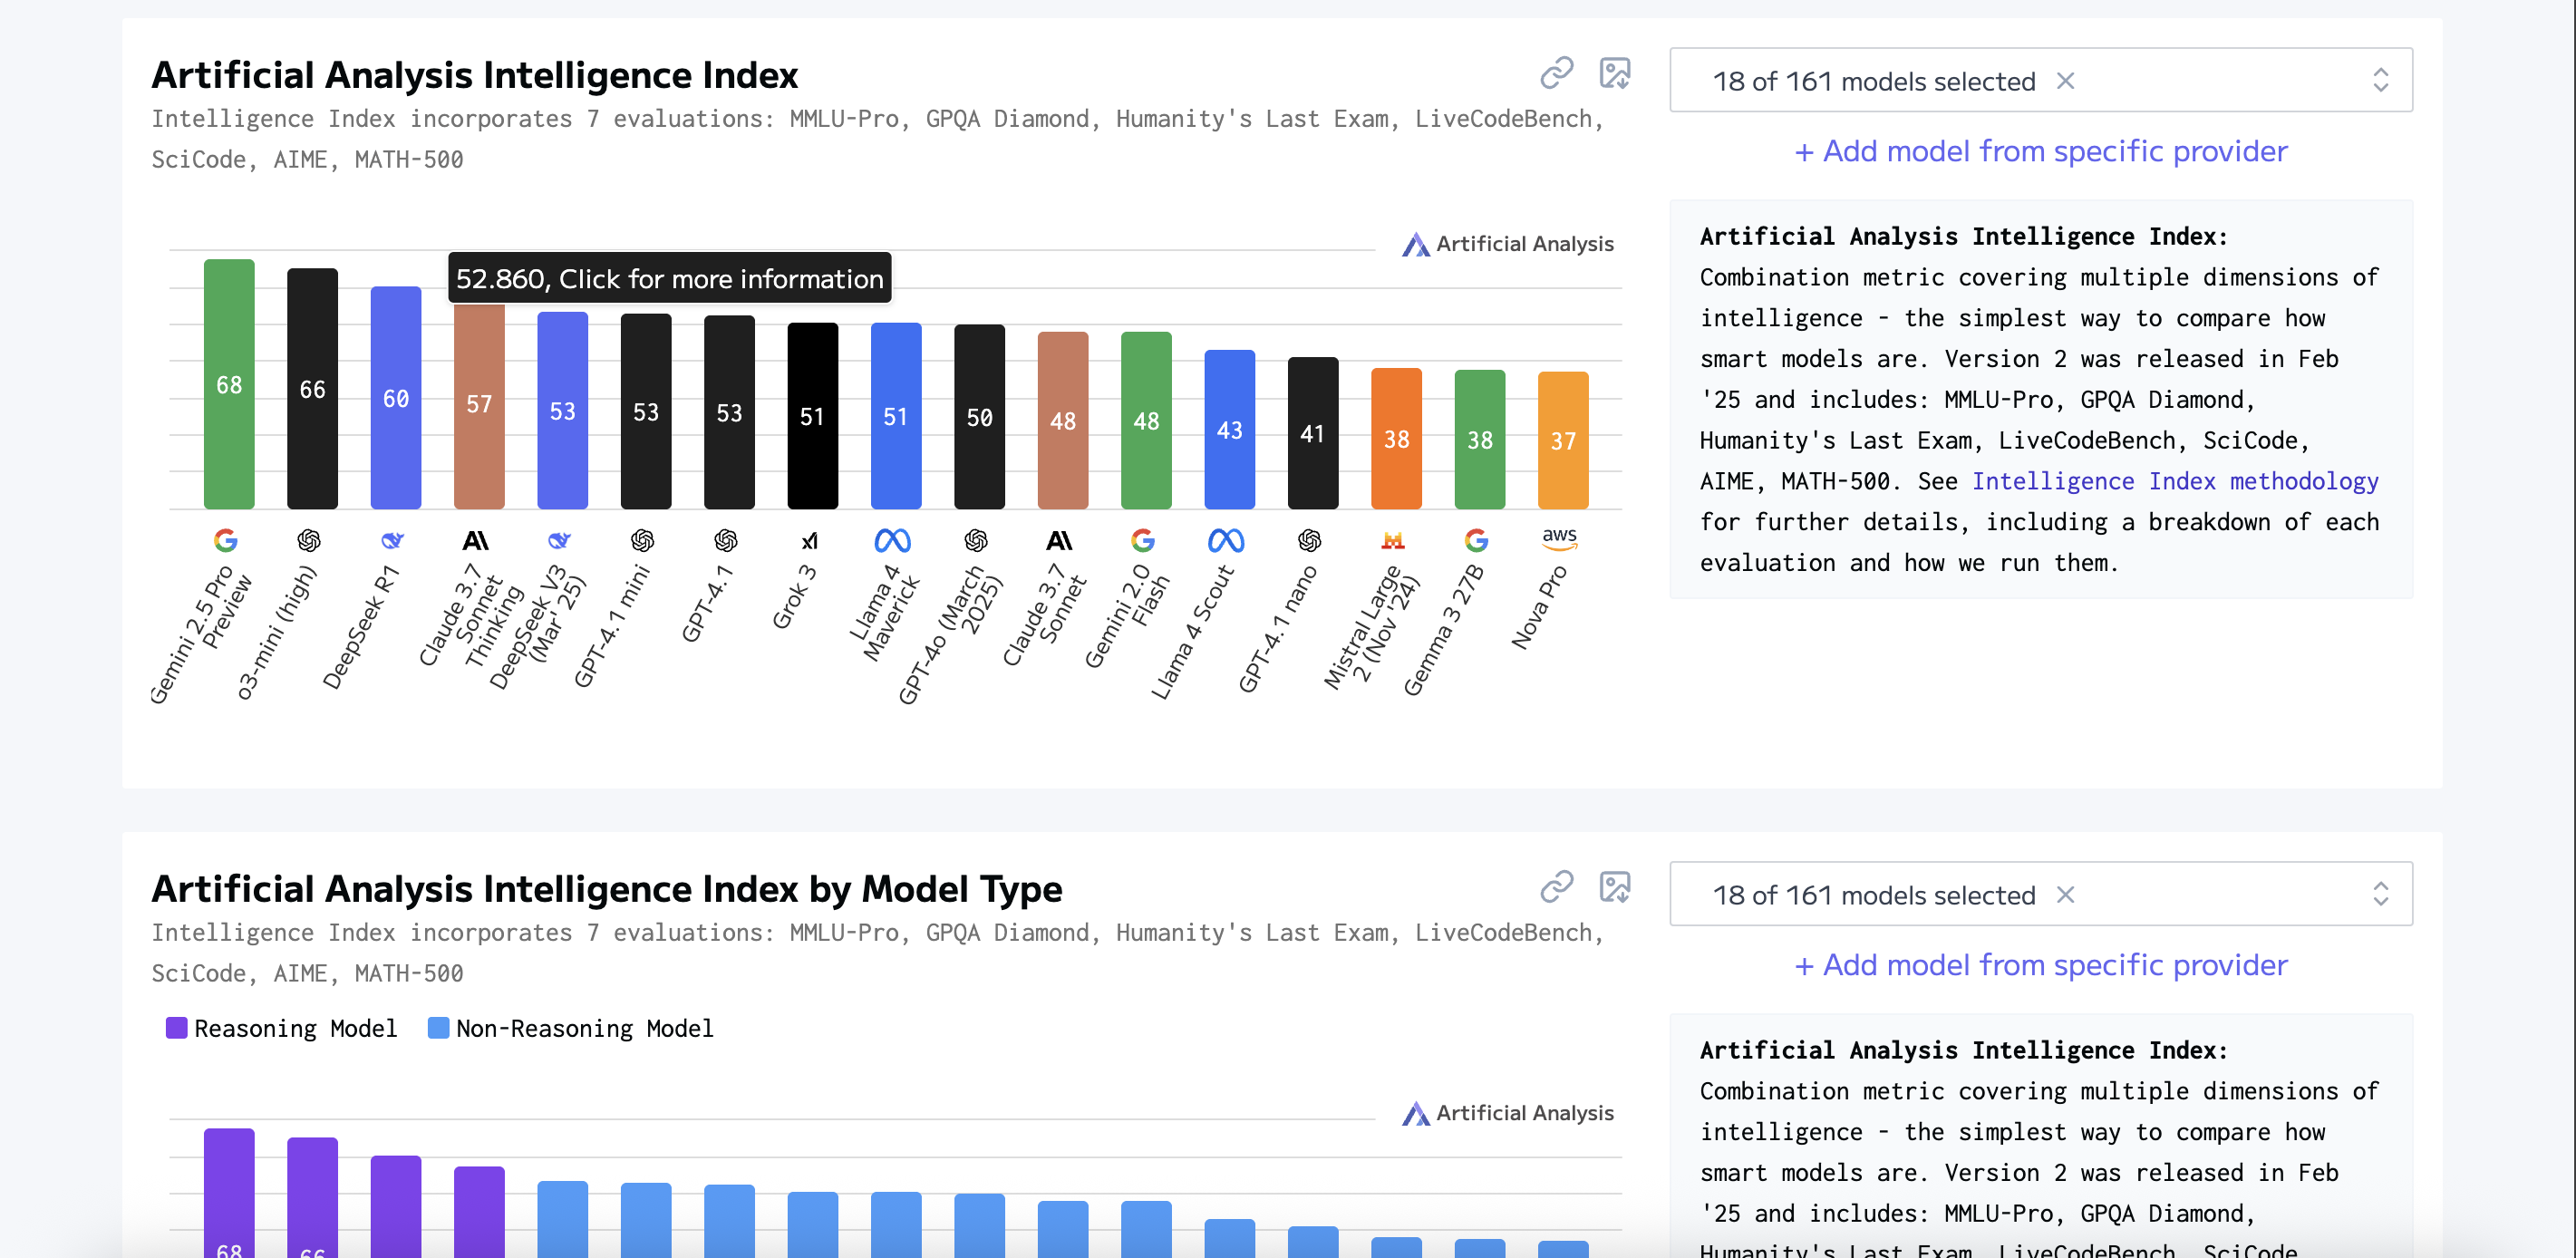 Artificial Analysis Intelligence Index
Intelligence Index incorporates 7 evaluations: MMLU-Pro, GPQA Diamond, Humanity's Last Exam, LiveCodeBench,
SciCode, AIME, MATH-500
Artificial Analysis
52.860, Click for more information
68
66
60
57
53
53
53
51
51
50
48
48
43
41
38
38
37
aws
Gemini 2.5 Pro
Preview
o3-mini (high)
DeepSeek R1
Claude 3.7
Sonnet
Thinking
DeepSeek V3
(Mar' 25)
GPT-4.1 mini
GPT-4.1
Grok 3
Llama 4
Maverick
GPT-4o (March
2025)
Claude 3.7
Sonnet
Gemini 2.0
Flash
Llama 4 Scout
GPT-4.1 nano
Mistral Large
2 (Nov '24)
Gemma 3 27B
Nova Pro
18 of 161 models selected
+ Add model from specific provider
Artificial Analysis Intelligence Index:
Combination metric covering multiple dimensions of
intelligence - the simplest way to compare how
smart models are. Version 2 was released in Feb
'25 and includes: MMLU-Pro, GPQA Diamond,
Humanity's Last Exam, LiveCodeBench, SciCode,
AIME, MATH-500. See Intelligence Index methodology
for further details, including a breakdown of each
evaluation and how we run them.
Artificial Analysis Intelligence Index by Model Type
Intelligence Index incorporates 7 evaluations: MMLU-Pro, GPQA Diamond, Humanity's Last Exam, LiveCodeBench,
SciCode, AIME, MATH-500
Reasoning Model
Non-Reasoning Model
Artificial Analysis
68
66
18 of 161 models selected
+ Add model from specific provider
Artificial Analysis Intelligence Index:
Combination metric covering multiple dimensions of
intelligence - the simplest way to compare how
smart models are. Version 2 was released in Feb
'25 and includes: MMLU-Pro, GPQA Diamond,
Humanity's Last Exam, LiveCodeBench, SciCode